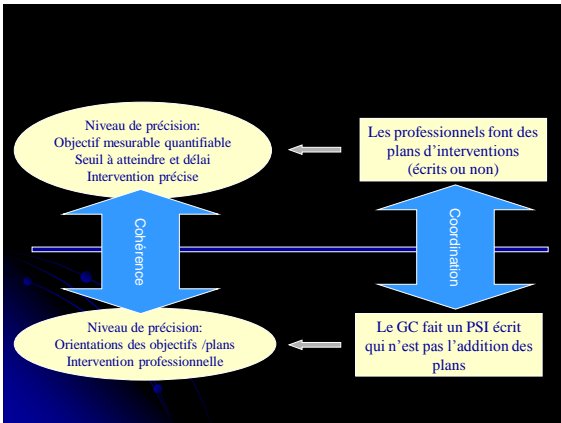 Niveau de précision:
Objectif mesurable quantifiable
Seuil à atteindre et délai
Intervention précise
Les professionnels font des
plans d’interventions
(écrits ou non)
Cohérence
Coordination
Niveau de précision:
Orientations des objectifs /plans
Intervention professionnelle
Le GC fait un PSI écrit
qui n’est pas l’addition des
plans